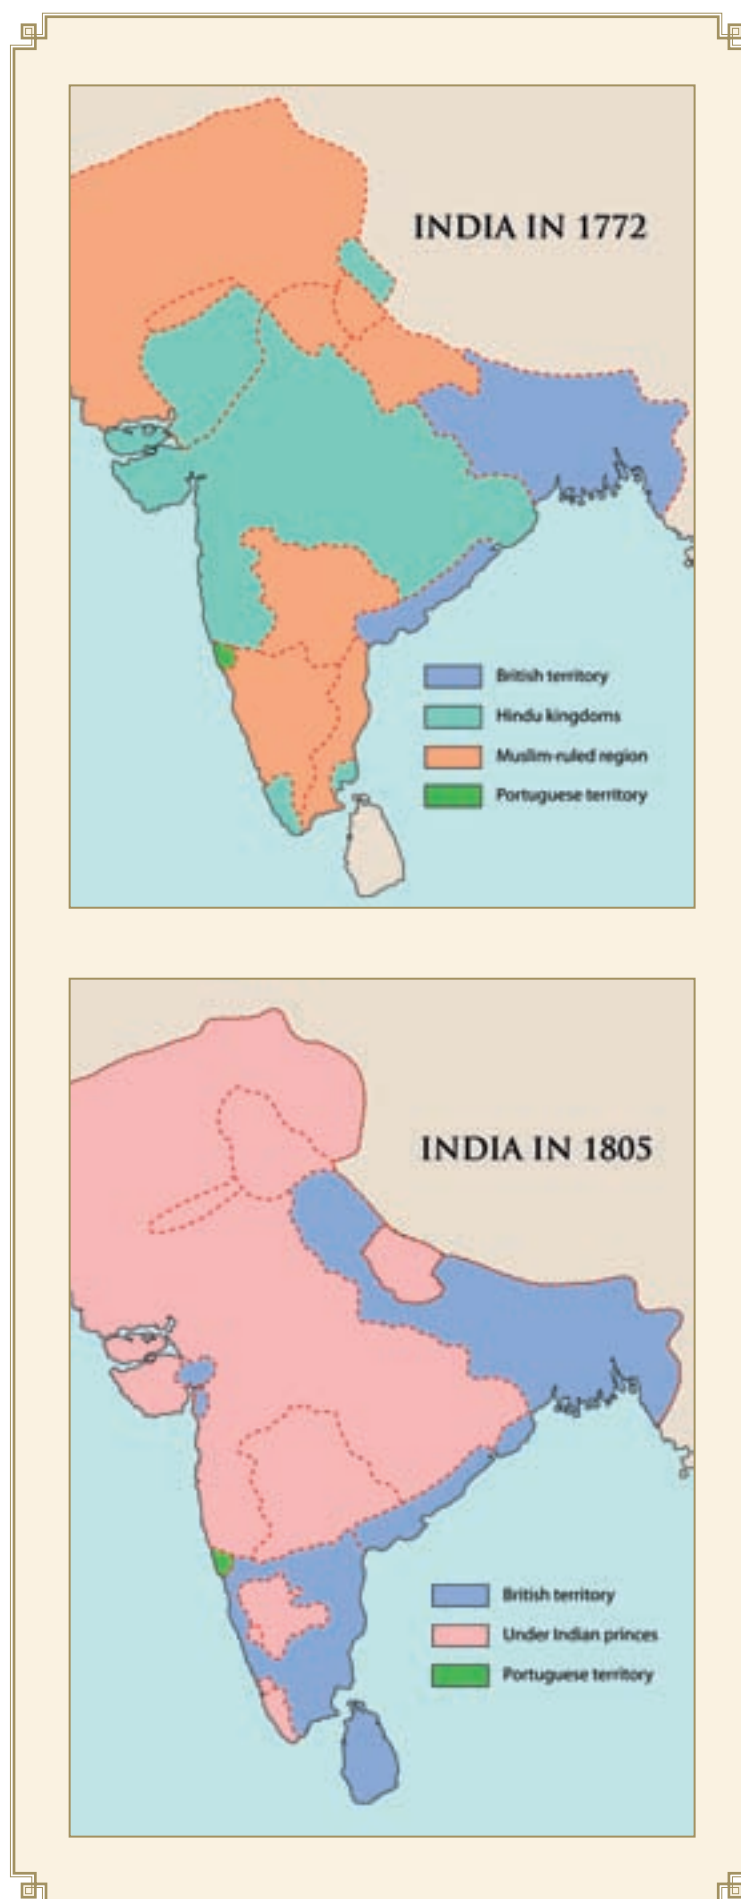 INDIA IN 1772
British territory
Hindu kingdoms
Muslim-ruled region
Portuguese territory
INDIA IN 1805
British territory
Under Indian princes
Portuguese territory